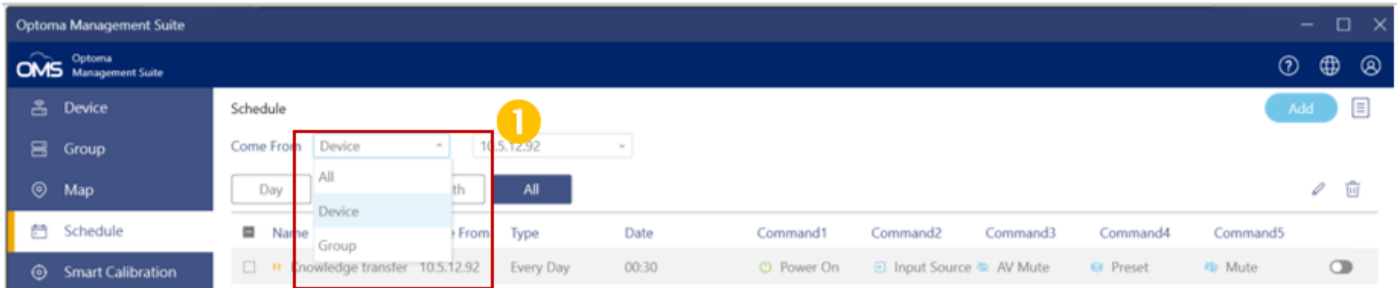 Optoma Management Suite
OMS Optoma
Management Suite
Device
Schedule
Add
1
Come From Device 10.5.12.92
Group
All
Map
Day th All
Device
Schedule
Name From Type Date Command1 Command2 Command3 Command4 Command5
Group
Smart Calibration
Knowledge transfer 10.5.12.92 Every Day 00:30 Power On Input Source AV Mute Preset Mute